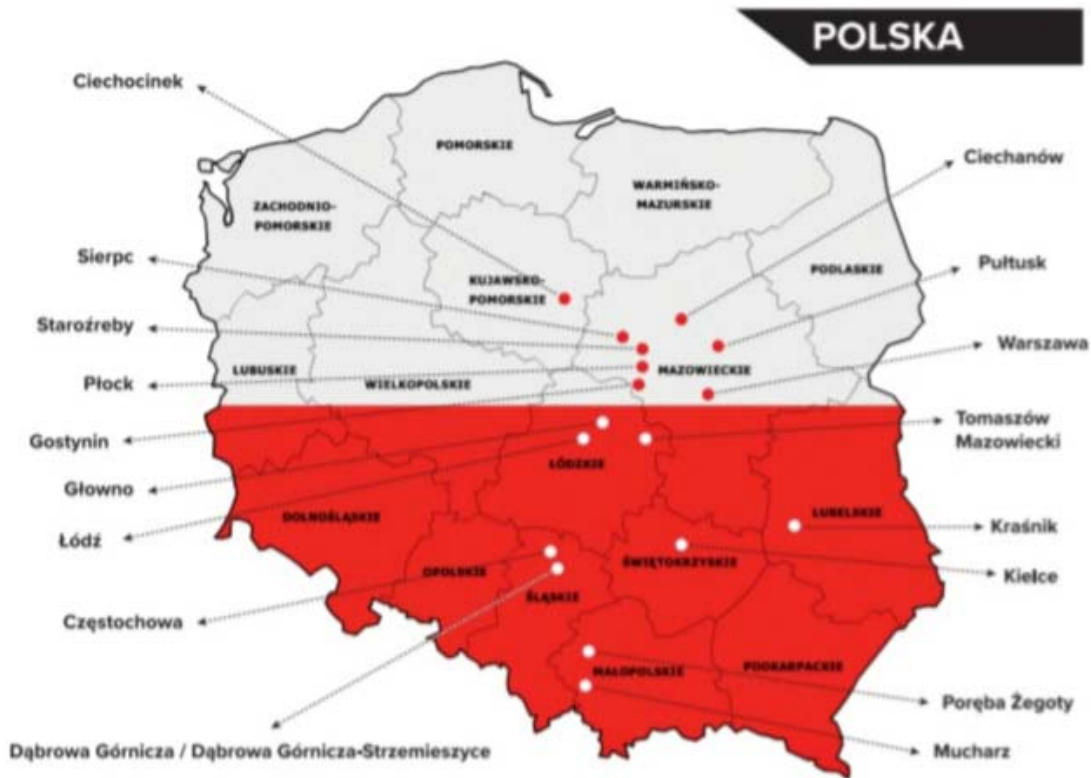 POLSKA
Ciechocinek
POMORSKIE
Ciechanów
WARMIŃSKO-
MAZURSKIE
ZACHODNIO-
POMORSKIE
Sierpc
Pułtusk
PODLASKIE
KUJAWSKO-
POMORSKIE
Staroźreby
Warszawa
LUBUSKIE
WIELKOPOLSKIE
MAZOWIECKIE
Płock
Gostynin
Tomaszów
Mazowiecki
ŁÓDZKIE
Głowno
DOLNOŚLĄSKIE
LUBELSKIE
Kraśnik
Łódź
OPOLSKIE
ŚWIĘTOKRZYSKIE
Kielce
ŚLĄSKIE
Częstochowa
MAŁOPOLSKIE
PODKARPACKIE
Poręba Żegoty
Dąbrowa Górnicza / Dąbrowa Górnicza-Strzemieszyce
Mucharz